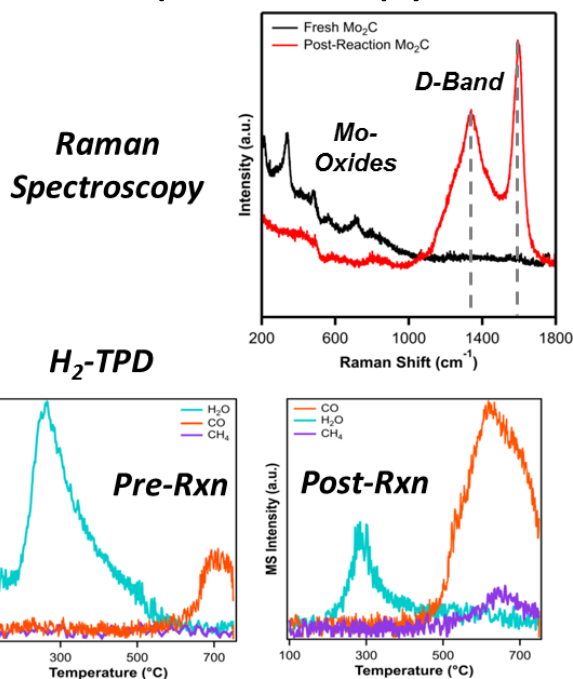 Fresh Mo₂C
Post-Reaction Mo₂C
D-Band
Mo-
Oxides
Raman
Spectroscopy
Intensity (a.u.)
200 600 1000 1400 1800
Raman Shift (cm⁻¹)
H₂-TPD
H₂O
CO
CH₄
Pre-Rxn
300 700
Temperature (°C)
CO
H₂O
CH₄
Post-Rxn
MS Intensity (a.u.)
100 300 500 700
Temperature (°C)